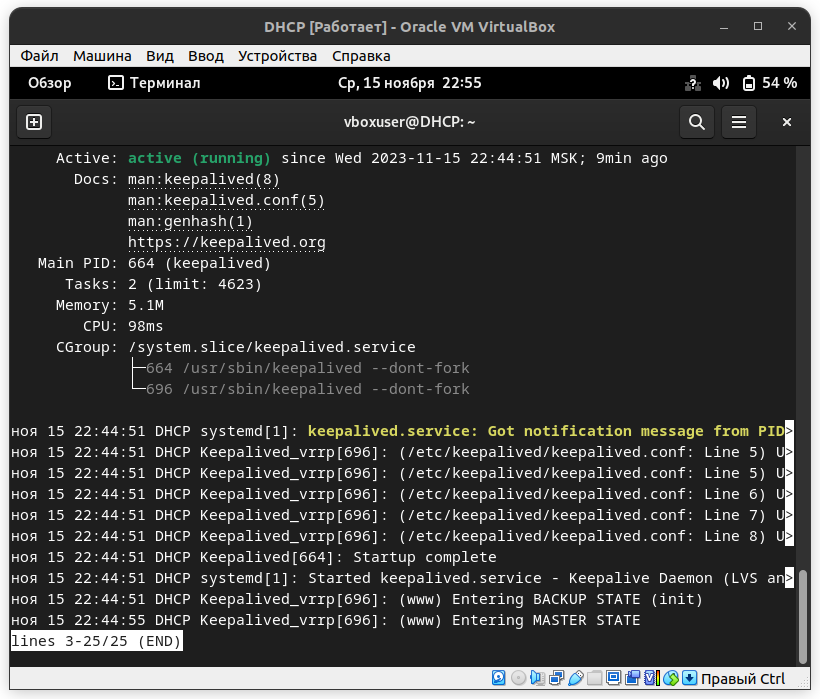 DHCP [Работает] - Oracle VM VirtualBox
Файл Машина Вид Ввод Устройства Справка
Обзор Терминал Ср, 15 ноября 22:55 54 %
vboxuser@DHCP: ~
Active: active (running) since Wed 2023-11-15 22:44:51 MSK; 9min ago
Docs: man:keepalived(8)
man:keepalived.conf(5)
man:genhash(1)
https://keepalived.org
Main PID: 664 (keepalived)
Tasks: 2 (limit: 4623)
Memory: 5.1M
CPU: 98ms
CGroup: /system.slice/keepalived.service
├─664 /usr/sbin/keepalived --dont-fork
└─696 /usr/sbin/keepalived --dont-fork
ноя 15 22:44:51 DHCP systemd[1]: keepalived.service: Got notification message from PID>
ноя 15 22:44:51 DHCP Keepalived_vrrp[696]: (/etc/keepalived/keepalived.conf: Line 5) U>
ноя 15 22:44:51 DHCP Keepalived_vrrp[696]: (/etc/keepalived/keepalived.conf: Line 5) U>
ноя 15 22:44:51 DHCP Keepalived_vrrp[696]: (/etc/keepalived/keepalived.conf: Line 6) U>
ноя 15 22:44:51 DHCP Keepalived_vrrp[696]: (/etc/keepalived/keepalived.conf: Line 7) U>
ноя 15 22:44:51 DHCP Keepalived_vrrp[696]: (/etc/keepalived/keepalived.conf: Line 8) U>
ноя 15 22:44:51 DHCP Keepalived[664]: Startup complete
ноя 15 22:44:51 DHCP systemd[1]: Started keepalived.service - Keepalive Daemon (LVS an>
ноя 15 22:44:51 DHCP Keepalived_vrrp[696]: (www) Entering BACKUP STATE (init)
ноя 15 22:44:55 DHCP Keepalived_vrrp[696]: (www) Entering MASTER STATE
lines 3-25/25 (END)
Правый Ctrl